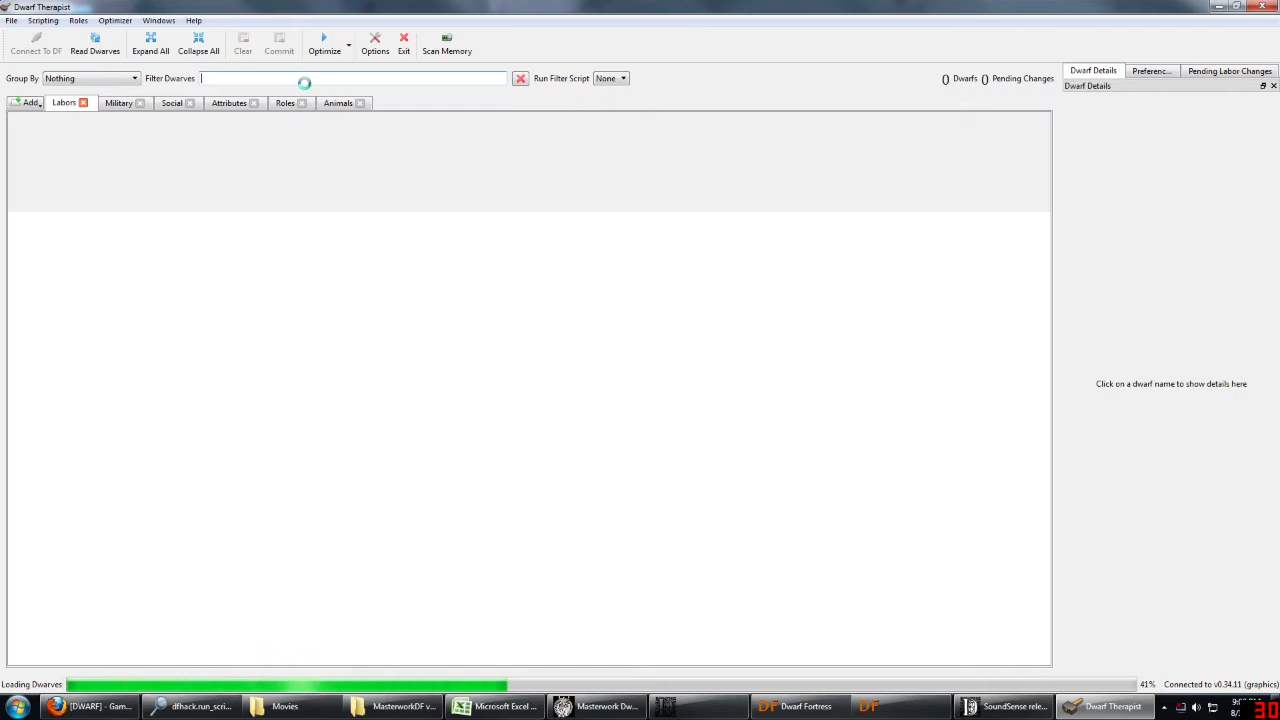 Dwarf Therapist
File Scripting Roles Optimizer Windows Help
Connect To DF Read Dwarves Expand All Collapse All Clear Commit Optimize Options Exit Scan Memory
Group By Nothing Filter Dwarves Run Filter Script None () Dwarfs () Pending Changes
Dwarf Details Preferenc... Pending Labor Changes
Dwarf Details
Add Labors Military Social Attributes Roles Animals
Click on a dwarf name to show details here
Loading Dwarves 41% Connected to v0.34.11 (graphics)
[DWARF] - Gam... dfhack.run_scri... Movies MasterworkDF v... Microsoft Excel ... Masterwork Dw... DF Dwarf Fortress DF SoundSense rele... Dwarf Therapist
30